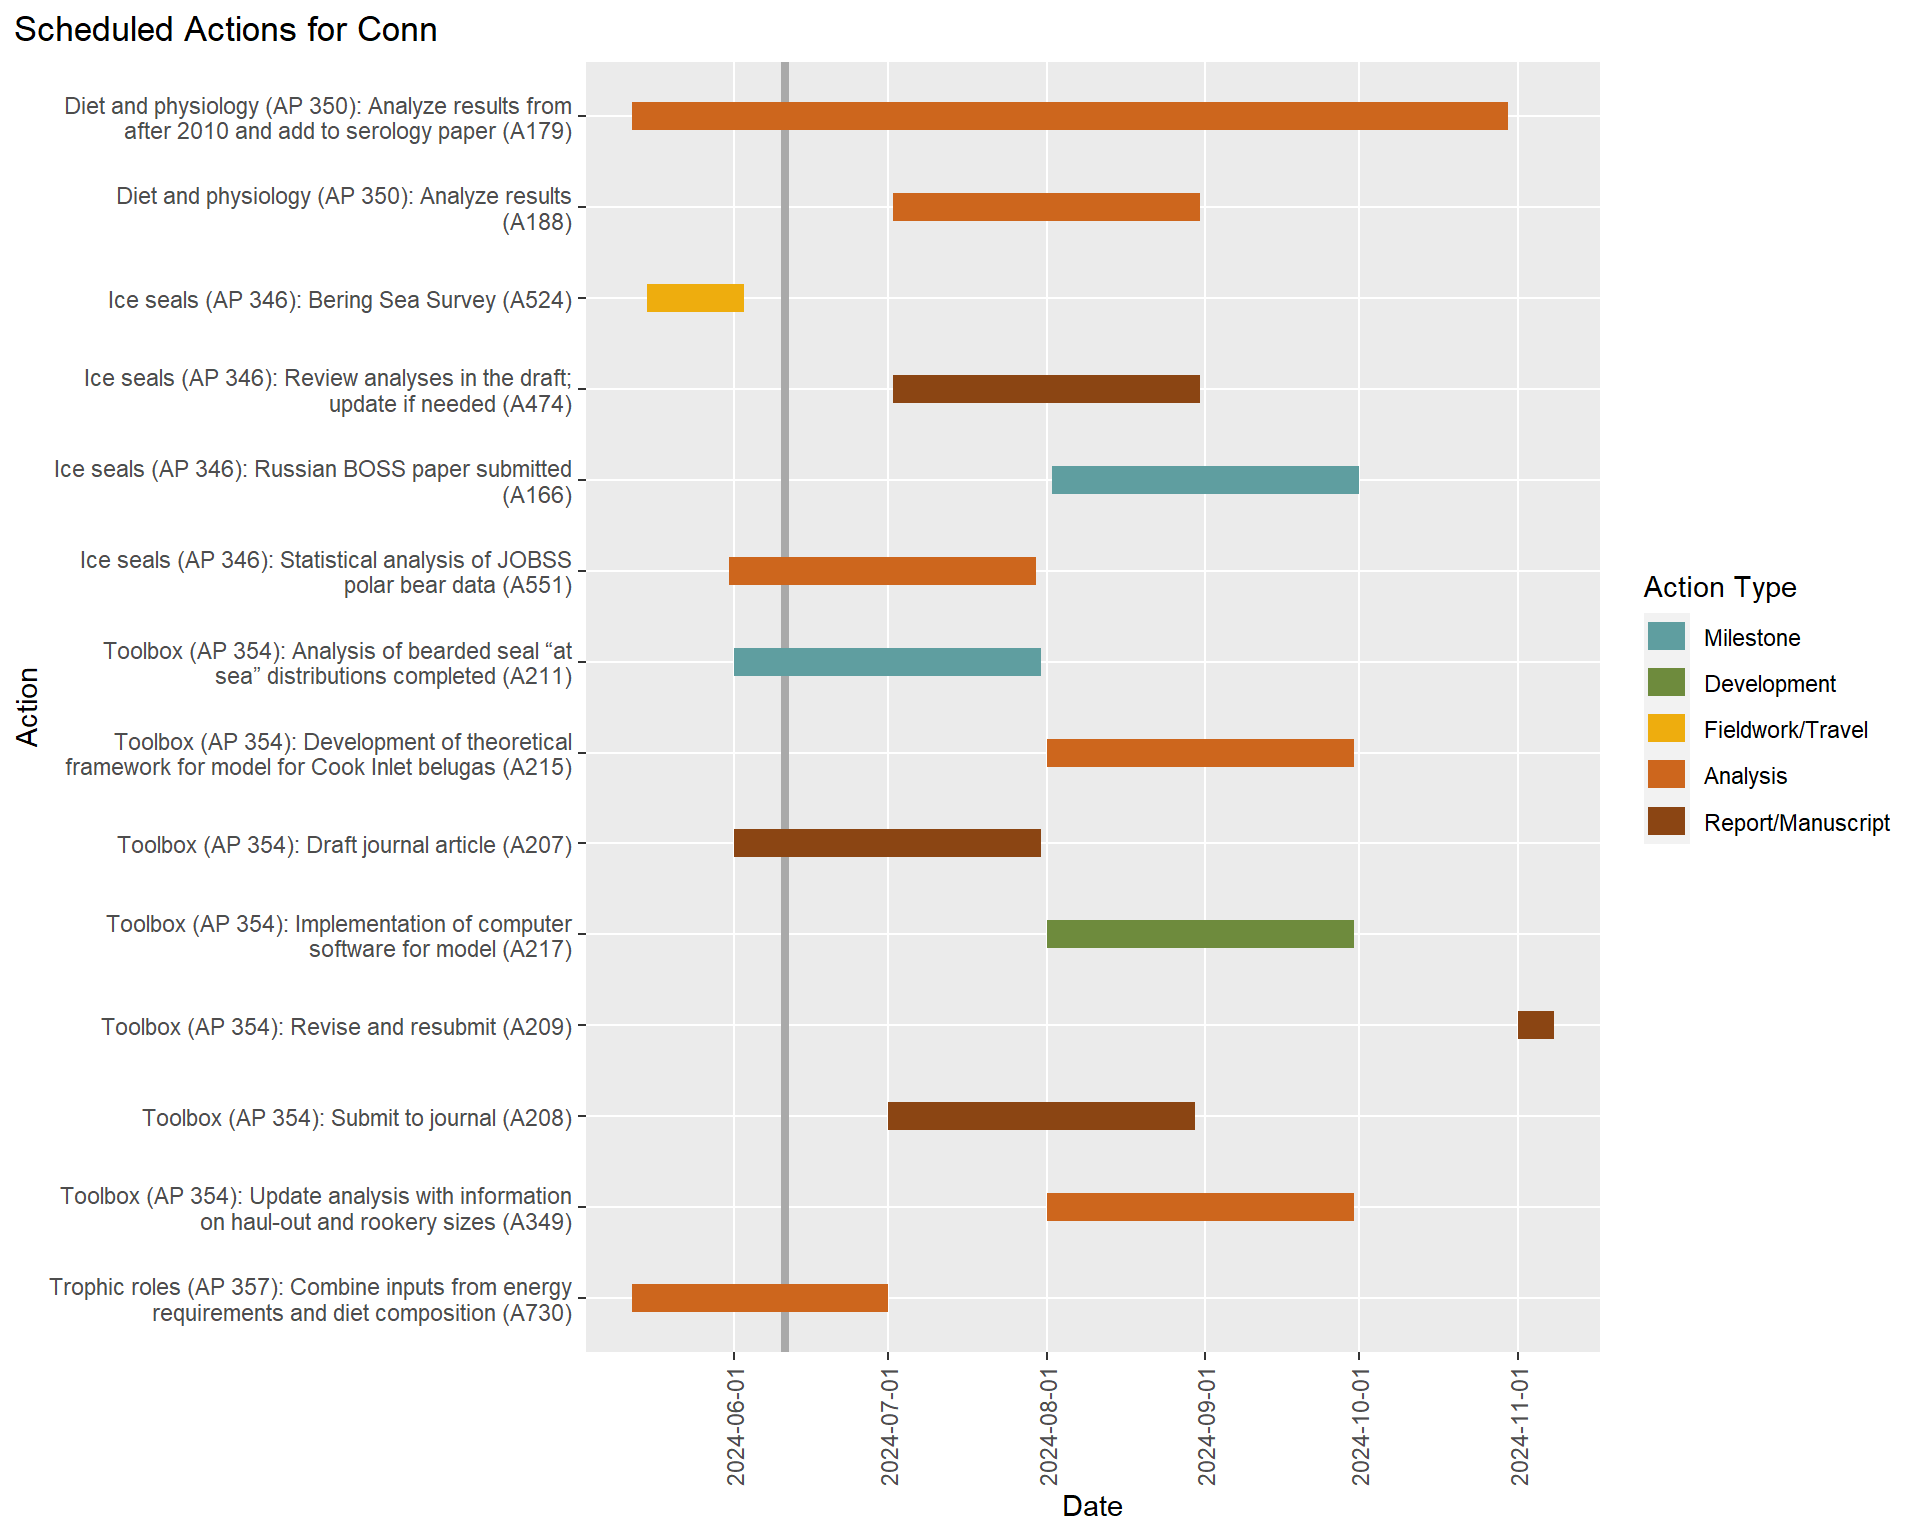 Scheduled Actions for Conn
Diet and physiology (AP 350): Analyze results from
after 2010 and add to serology paper (A179)
Diet and physiology (AP 350): Analyze results
(A188)
Ice seals (AP 346): Bering Sea Survey (A524)
Ice seals (AP 346): Review analyses in the draft;
update if needed (A474)
Ice seals (AP 346): Russian BOSS paper submitted
(A166)
Ice seals (AP 346): Statistical analysis of JOBSS
polar bear data (A551)
Toolbox (AP 354): Analysis of bearded seal “at
sea” distributions completed (A211)
Toolbox (AP 354): Development of theoretical
framework for model for Cook Inlet belugas (A215)
Toolbox (AP 354): Draft journal article (A207)
Toolbox (AP 354): Implementation of computer
software for model (A217)
Toolbox (AP 354): Revise and resubmit (A209)
Toolbox (AP 354): Submit to journal (A208)
Toolbox (AP 354): Update analysis with information
on haul-out and rookery sizes (A349)
Trophic roles (AP 357): Combine inputs from energy
requirements and diet composition (A730)
Action
2024-06-01
2024-07-01
2024-08-01
2024-09-01
2024-10-01
2024-11-01
Date
Action Type
Milestone
Development
Fieldwork/Travel
Analysis
Report/Manuscript